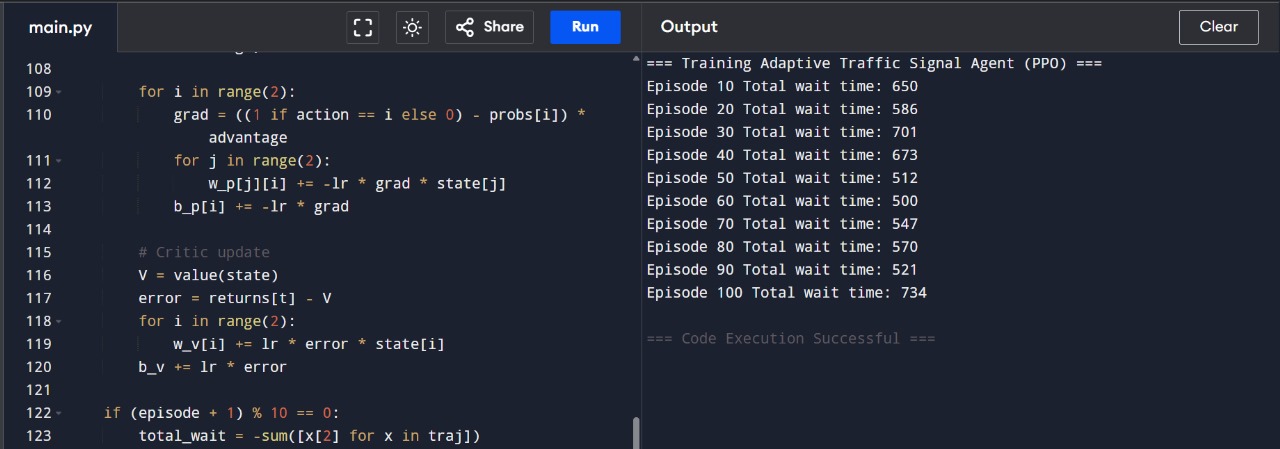 main.py
Share
Run
Output
Clear
108
109 for i in range(2):
110 grad = ((1 if action == i else 0) - probs[i]) *
advantage
111 for j in range(2):
112 w_p[j][i] += -lr * grad * state[j]
113 b_p[i] += -lr * grad
114
115 # Critic update
116 V = value(state)
117 error = returns[t] - V
118 for i in range(2):
119 w_v[i] += lr * error * state[i]
120 b_v += lr * error
121
122 if (episode + 1) % 10 == 0:
123 total_wait = -sum([x[2] for x in traj])
=== Training Adaptive Traffic Signal Agent (PPO) ===
Episode 10 Total wait time: 650
Episode 20 Total wait time: 586
Episode 30 Total wait time: 701
Episode 40 Total wait time: 673
Episode 50 Total wait time: 512
Episode 60 Total wait time: 500
Episode 70 Total wait time: 547
Episode 80 Total wait time: 570
Episode 90 Total wait time: 521
Episode 100 Total wait time: 734
=== Code Execution Successful ===